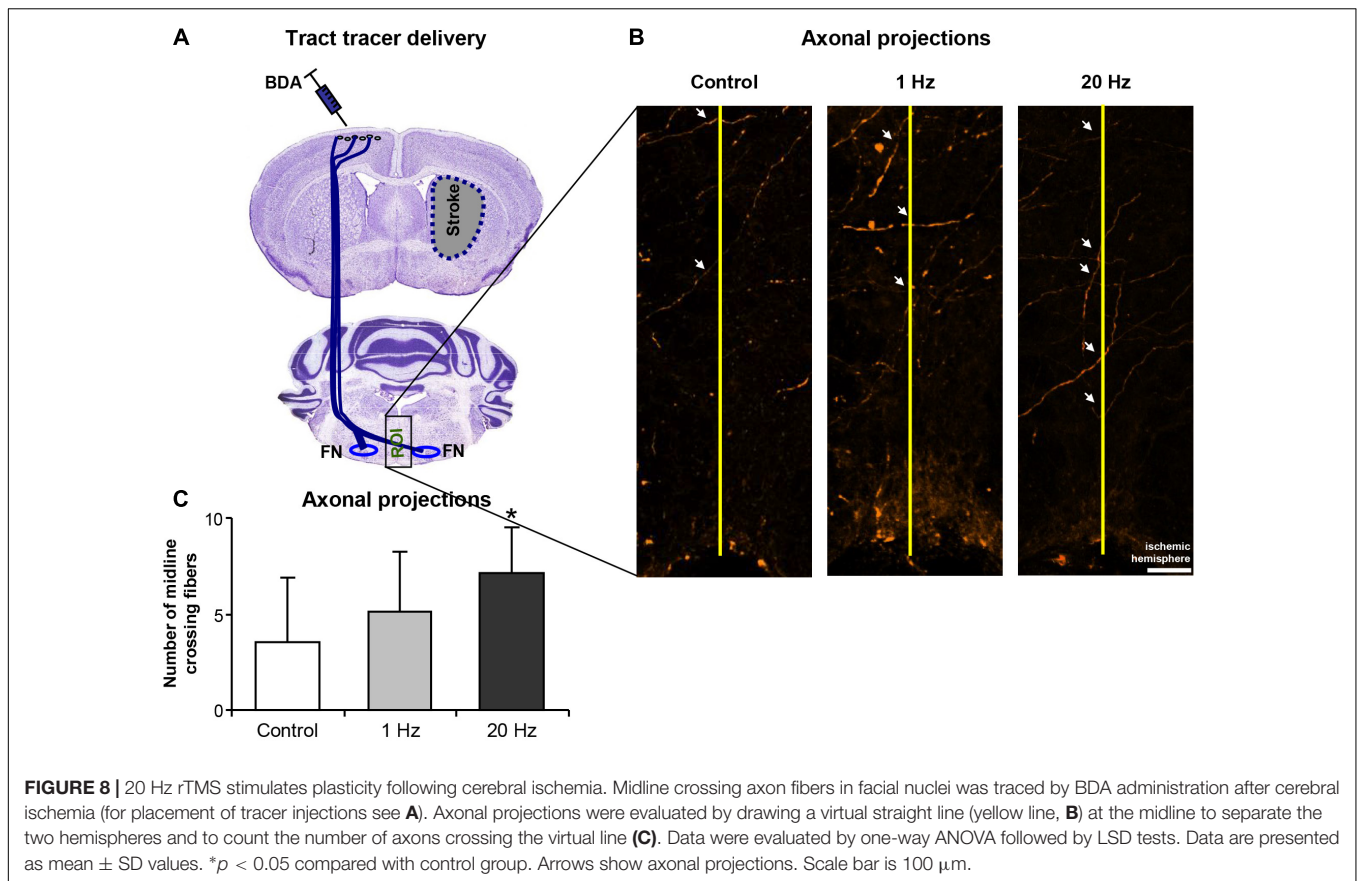 A
Tract tracer delivery
BDA
Stroke
FN
ROI
FN
B
Axonal projections
Control
1 Hz
20 Hz
ischemic
hemisphere
C
Axonal projections
Number of midline
crossing fibers
10
5
0
*
Control
1 Hz
20 Hz
FIGURE 8 | 20 Hz rTMS stimulates plasticity following cerebral ischemia. Midline crossing axon fibers in facial nuclei was traced by BDA administration after cerebral
ischemia (for placement of tracer injections see A). Axonal projections were evaluated by drawing a virtual straight line (yellow line, B) at the midline to separate the
two hemispheres and to count the number of axons crossing the virtual line (C). Data were evaluated by one-way ANOVA followed by LSD tests. Data are presented
as mean ± SD values. *p < 0.05 compared with control group. Arrows show axonal projections. Scale bar is 100 μm.